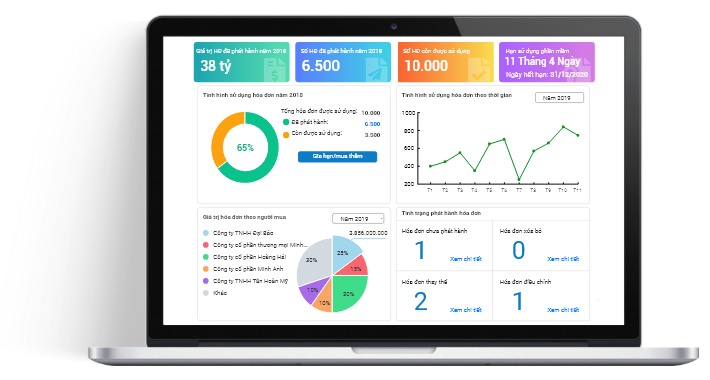 Giá trị HĐ đã phát hành năm 2018
38 tỷ
Số HĐ đã phát hành năm 2018
6.500
Số HĐ còn được sử dụng
10.000
Hạn sử dụng phần mềm
11 Tháng 4 Ngày
Ngày hết hạn: 31/12/2020
Tình hình sử dụng hóa đơn năm 2018
65%
Tổng hóa đơn được sử dụng: 10.000
Đã phát hành: 6.500
Còn được sử dụng: 3.500
Gia hạn/mua thêm
Tình hình sử dụng hóa đơn theo thời gian
Năm 2019
1000
800
600
400
200
T1 T2 T3 T4 T5 T6 T7 T8 T9 T10 T11
Giá trị hóa đơn theo người mua
Năm 2019
3.856.000.000
Công ty TNHH Đại Bảo
Công ty cổ phần thương mại Minh...
Công ty cổ phần Hoàng Hải
Công ty cổ phần Minh Anh
Công ty TNHH Tân Hoàn Mỹ
Khác
25%
15%
20%
10%
10%
20%
Tình trạng phát hành hóa đơn
Hóa đơn chưa phát hành
1
Xem chi tiết
Hóa đơn xóa bỏ
0
Xem chi tiết
Hóa đơn thay thế
2
Xem chi tiết
Hóa đơn điều chỉnh
1
Xem chi tiết